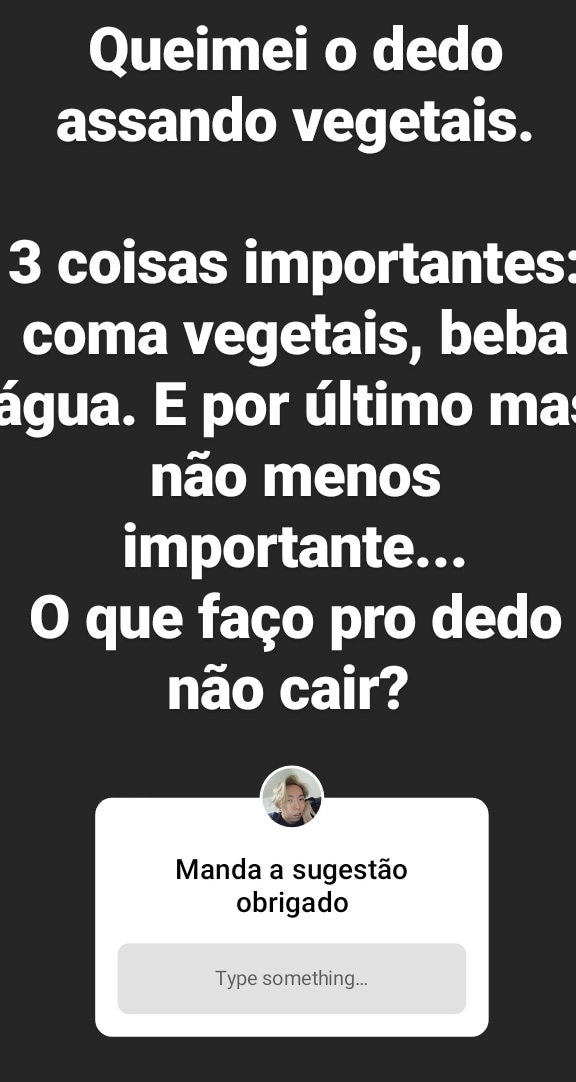 Queimei o dedo
assando vegetais.
3 coisas importantes:
coma vegetais, beba
água. E por último mas
não menos
importante...
O que faço pro dedo
não cair?
Manda a sugestão
obrigado
Type something...